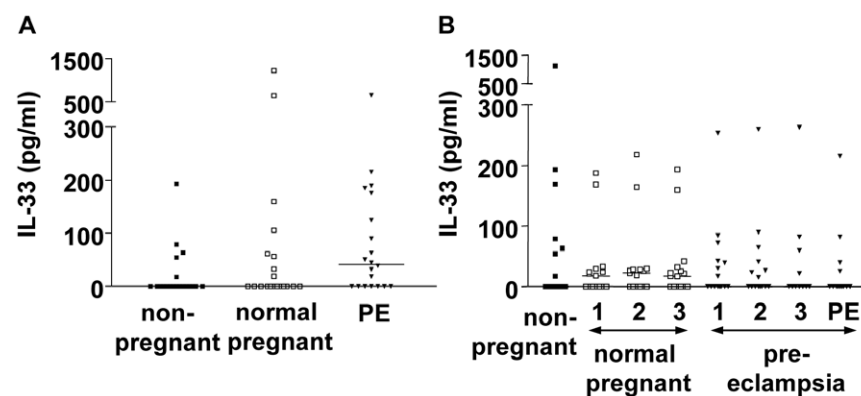 A
IL-33 (pg/ml)
1500
500
300
200
100
0
non-
pregnant
normal
pregnant
PE
B
IL-33 (pg/ml)
1500
500
300
200
100
0
non-
pregnant
1 2 3
normal
pregnant
1 2 3 PE
pre-
eclampsia